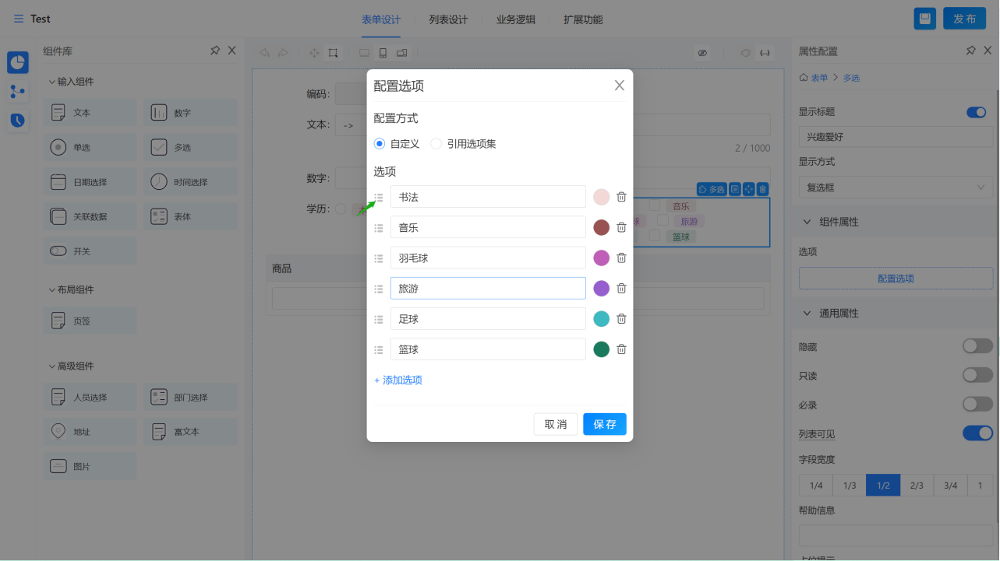 Test
表单设计
列表设计
业务逻辑
扩展功能
发布
组件库
输入组件
文本
数字
单选
多选
日期选择
时间选择
关联数据
表体
开关
布局组件
页签
高级组件
人员选择
部门选择
地址
富文本
图片
编码:
文本:
->
2 / 1000
数字:
学历:
多选
音乐
旅游
篮球
商品
配置选项
配置方式
自定义
引用选项集
选项
书法
音乐
羽毛球
旅游
足球
篮球
+ 添加选项
取消
保存
属性配置
表单
多选
显示标题
兴趣爱好
显示方式
复选框
组件属性
选项
配置选项
通用属性
隐藏
只读
必录
列表可见
字段宽度
1/4
1/3
1/2
2/3
3/4
1
帮助信息